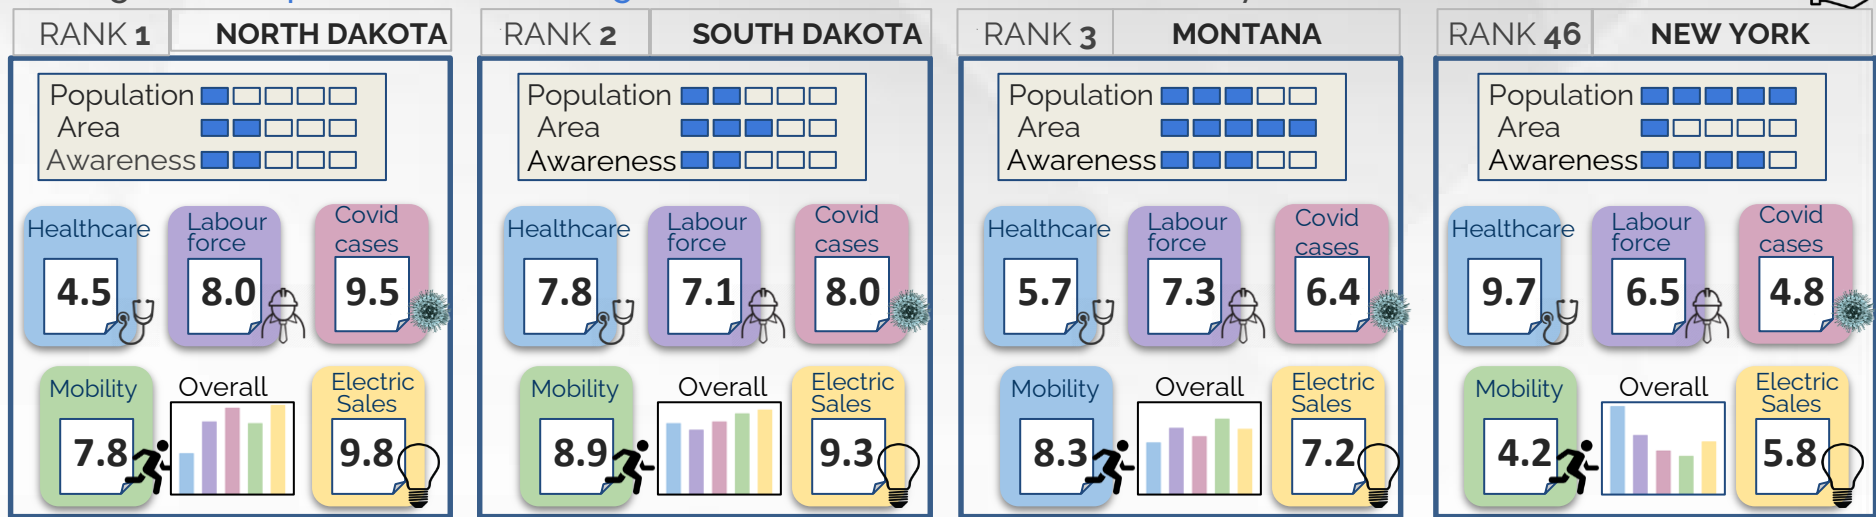 RANK 1 NORTH DAKOTA
Population
Area
Awareness
Healthcare
4.5
Labour
force
8.0
Covid
cases
9.5
Mobility
7.8
Overall
Electric
Sales
9.8
RANK 2 SOUTH DAKOTA
Population
Area
Awareness
Healthcare
7.8
Labour
force
7.1
Covid
cases
8.0
Mobility
8.9
Overall
Electric
Sales
9.3
RANK 3 MONTANA
Population
Area
Awareness
Healthcare
5.7
Labour
force
7.3
Covid
cases
6.4
Mobility
8.3
Overall
Electric
Sales
7.2
RANK 46 NEW YORK
Population
Area
Awareness
Healthcare
9.7
Labour
force
6.5
Covid
cases
4.8
Mobility
4.2
Overall
Electric
Sales
5.8